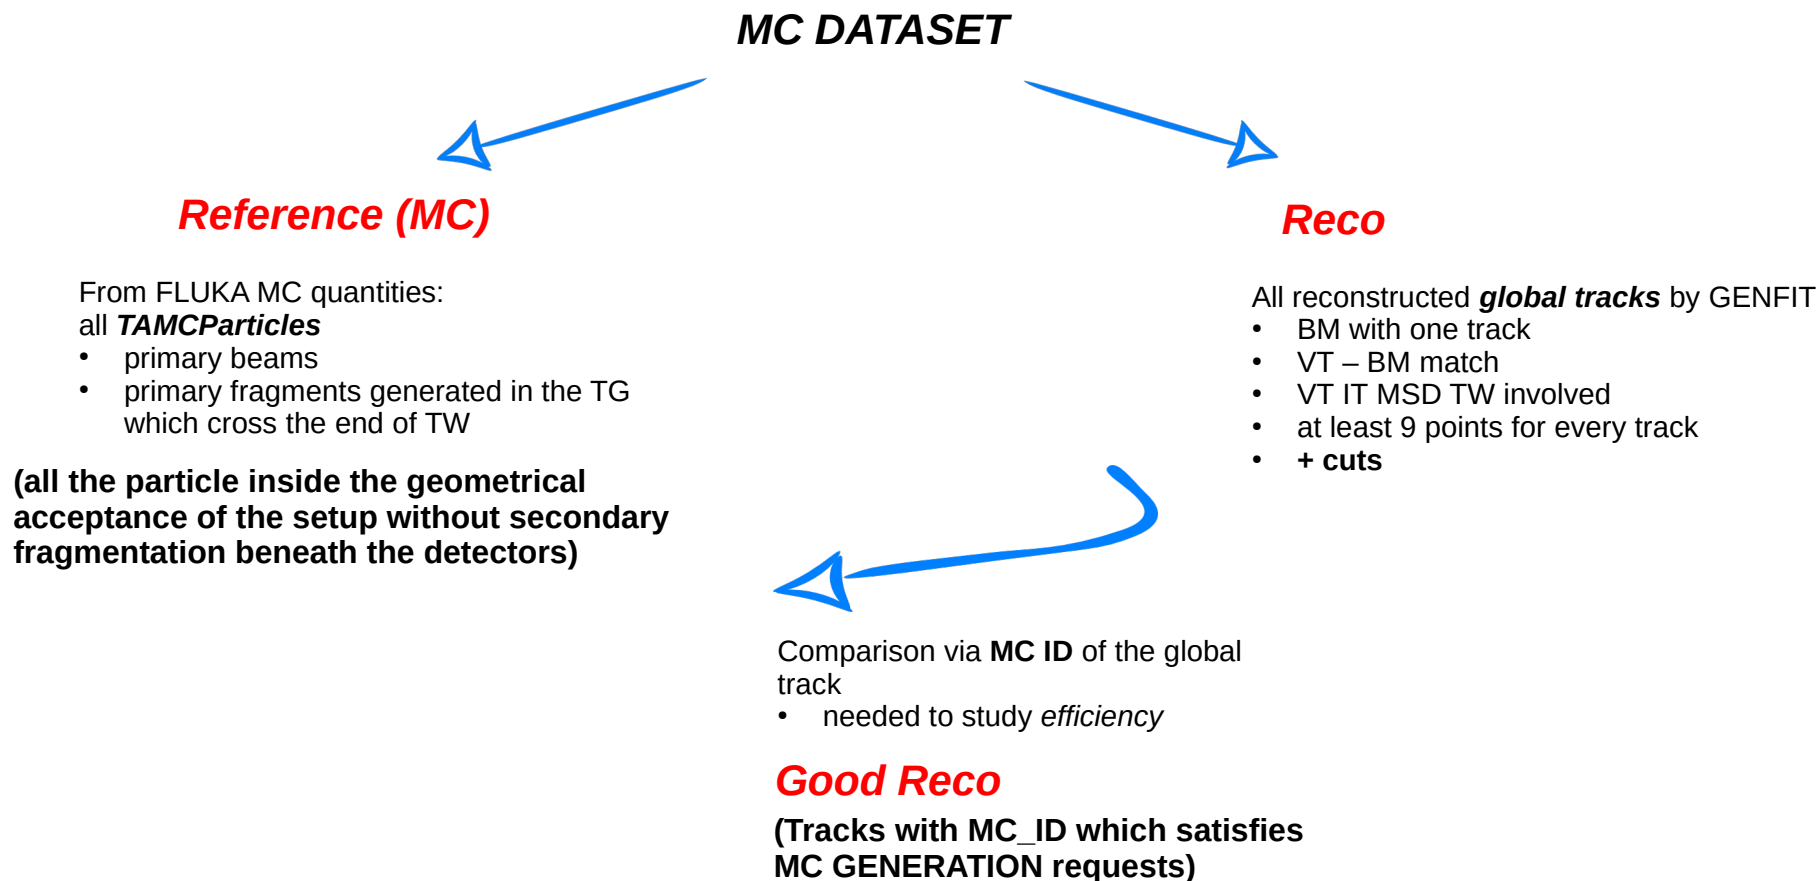 MC DATASET
Reference (MC)
From FLUKA MC quantities:
all TAMCParticles
• primary beams
• primary fragments generated in the TG
which cross the end of TW
(all the particle inside the geometrical
acceptance of the setup without secondary
fragmentation beneath the detectors)
Reco
All reconstructed global tracks by GENFIT
• BM with one track
• VT – BM match
• VT IT MSD TW involved
• at least 9 points for every track
• + cuts
Comparison via MC ID of the global
track
• needed to study efficiency
Good Reco
(Tracks with MC_ID which satisfies
MC GENERATION requests)